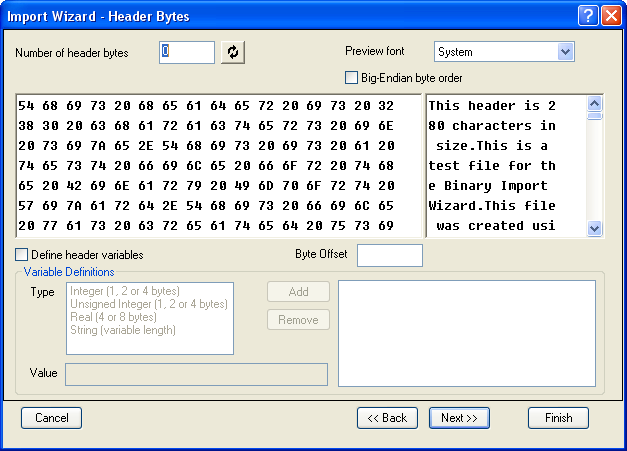 Import Wizard - Header Bytes
Number of header bytes 0 Preview font System
Big-Endian byte order
54 68 69 73 20 68 65 61 64 65 72 20 69 73 20 32 This header is 2
38 30 20 63 68 61 72 61 63 74 65 72 73 20 69 6E 80 characters in
20 73 69 7A 65 2E 54 68 69 73 20 69 73 20 61 20 size.This is a
74 65 73 74 20 66 69 6C 65 20 66 6F 72 20 74 68 test file for th
65 20 42 69 6E 61 72 79 20 49 6D 70 6F 72 74 20 e Binary Import
57 69 7A 61 72 64 2E 54 68 69 73 20 66 69 6C 65 Wizard.This file
20 77 61 73 20 63 72 65 61 74 65 64 20 75 73 69 was created usi
Define header variables Byte Offset
Variable Definitions
Type Integer (1, 2 or 4 bytes) Add
Unsigned Integer (1, 2 or 4 bytes)
Real (4 or 8 bytes) Remove
String (variable length)
Value
Cancel << Back Next >> Finish